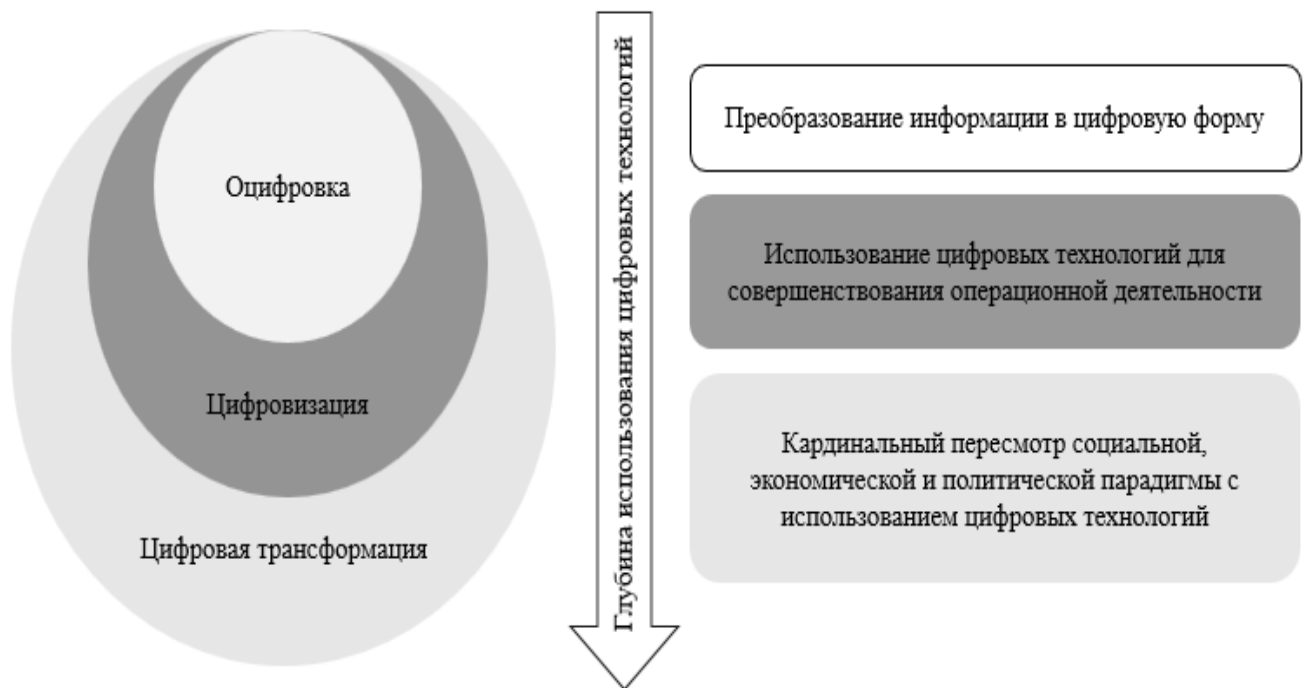 Оцифровка
Цифровизация
Цифровая трансформация
Глубина использования цифровых технологий
Преобразование информации в цифровую форму
Использование цифровых технологий для
совершенствования операционной деятельности
Кардинальный пересмотр социальной,
экономической и политической парадигмы с
использованием цифровых технологий